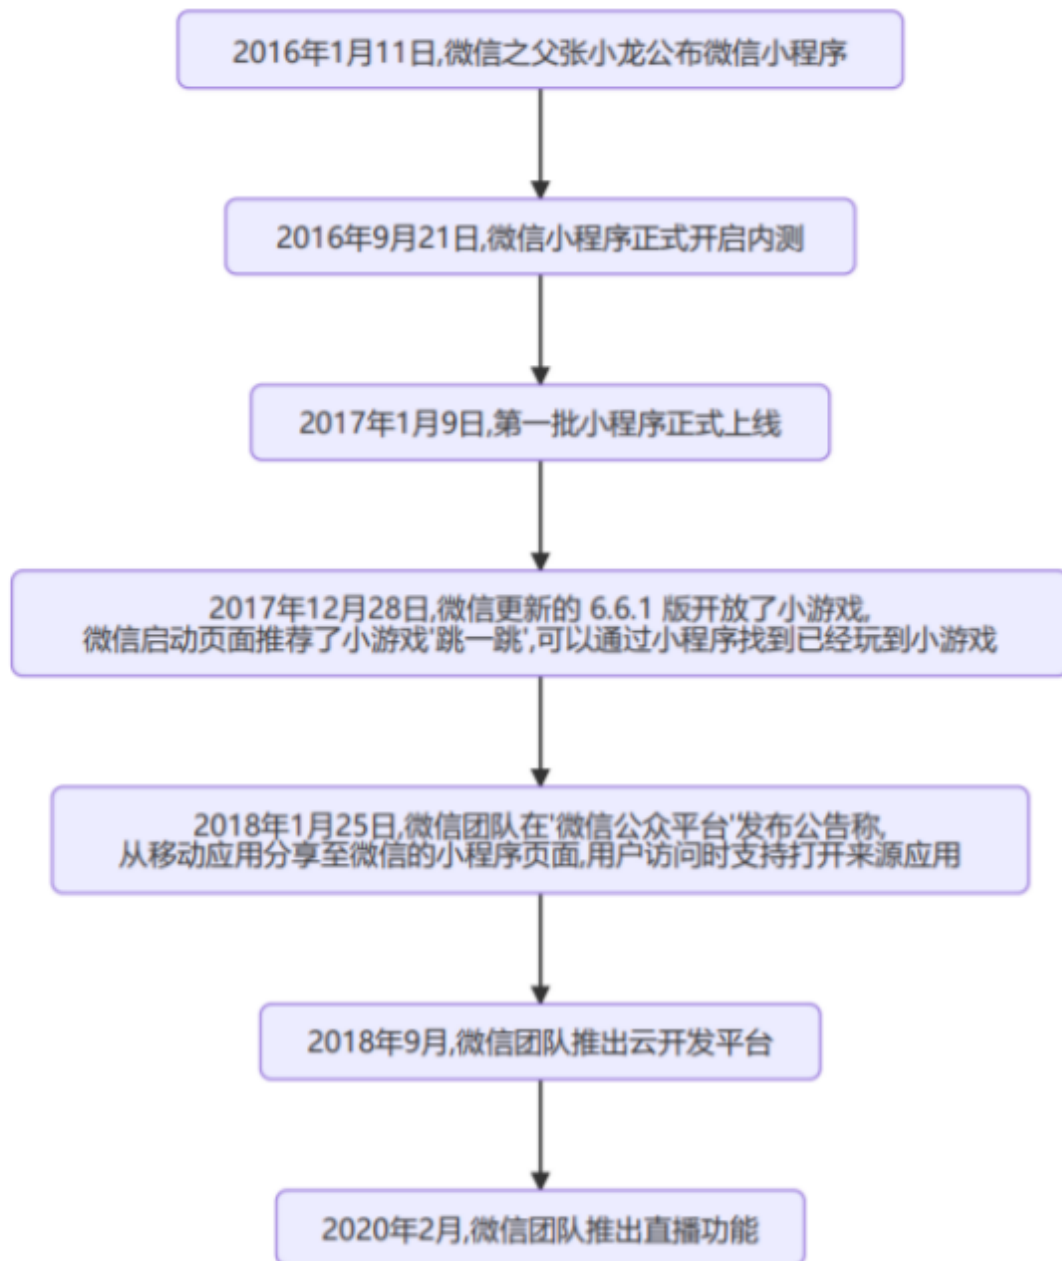 2016年1月11日,微信之父张小龙公布微信小程序
2016年9月21日,微信小程序正式开启内测
2017年1月9日,第一批小程序正式上线
2017年12月28日,微信更新的 6.6.1 版开放了小游戏,
微信启动页面推荐了小游戏'跳一跳',可以通过小程序找到已经玩到小游戏
2018年1月25日,微信团队在'微信公众平台'发布公告称,
从移动应用分享至微信的小程序页面,用户访问时支持打开来源应用
2018年9月,微信团队推出云开发平台
2020年2月,微信团队推出直播功能